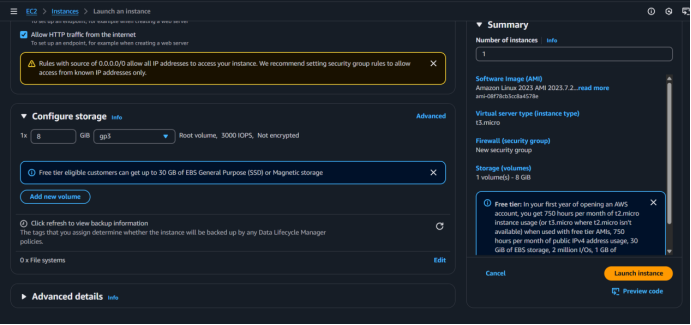 EC2 > Instances > Launch an instance
To set up an endpoint, for example when creating a web server
Allow HTTP traffic from the internet
To set up an endpoint, for example when creating a web server
Rules with source of 0.0.0.0/0 allow all IP addresses to access your instance. We recommend setting security group rules to allow
access from known IP addresses only.
Configure storage Info
Advanced
1x 8 GiB gp3 Root volume, 3000 IOPS, Not encrypted
Free tier eligible customers can get up to 30 GB of EBS General Purpose (SSD) or Magnetic storage
Add new volume
Click refresh to view backup information
The tags that you assign determine whether the instance will be backed up by any Data Lifecycle Manager
policies.
0 x File systems
Edit
Advanced details Info
Summary
Number of instances Info
1
Software Image (AMI)
Amazon Linux 2023 AMI 2023.7.2...read more
ami-08f78cb3cc8a4578e
Virtual server type (instance type)
t3.micro
Firewall (security group)
New security group
Storage (volumes)
1 volume(s) - 8 GiB
Free tier: In your first year of opening an AWS
account, you get 750 hours per month of t2.micro
instance usage (or t3.micro where t2.micro isn't
available) when used with free tier AMIs, 750
hours per month of public IPv4 address usage, 30
GiB of EBS storage, 2 million I/Os, 1 GB of
Cancel
Launch instance
Preview code